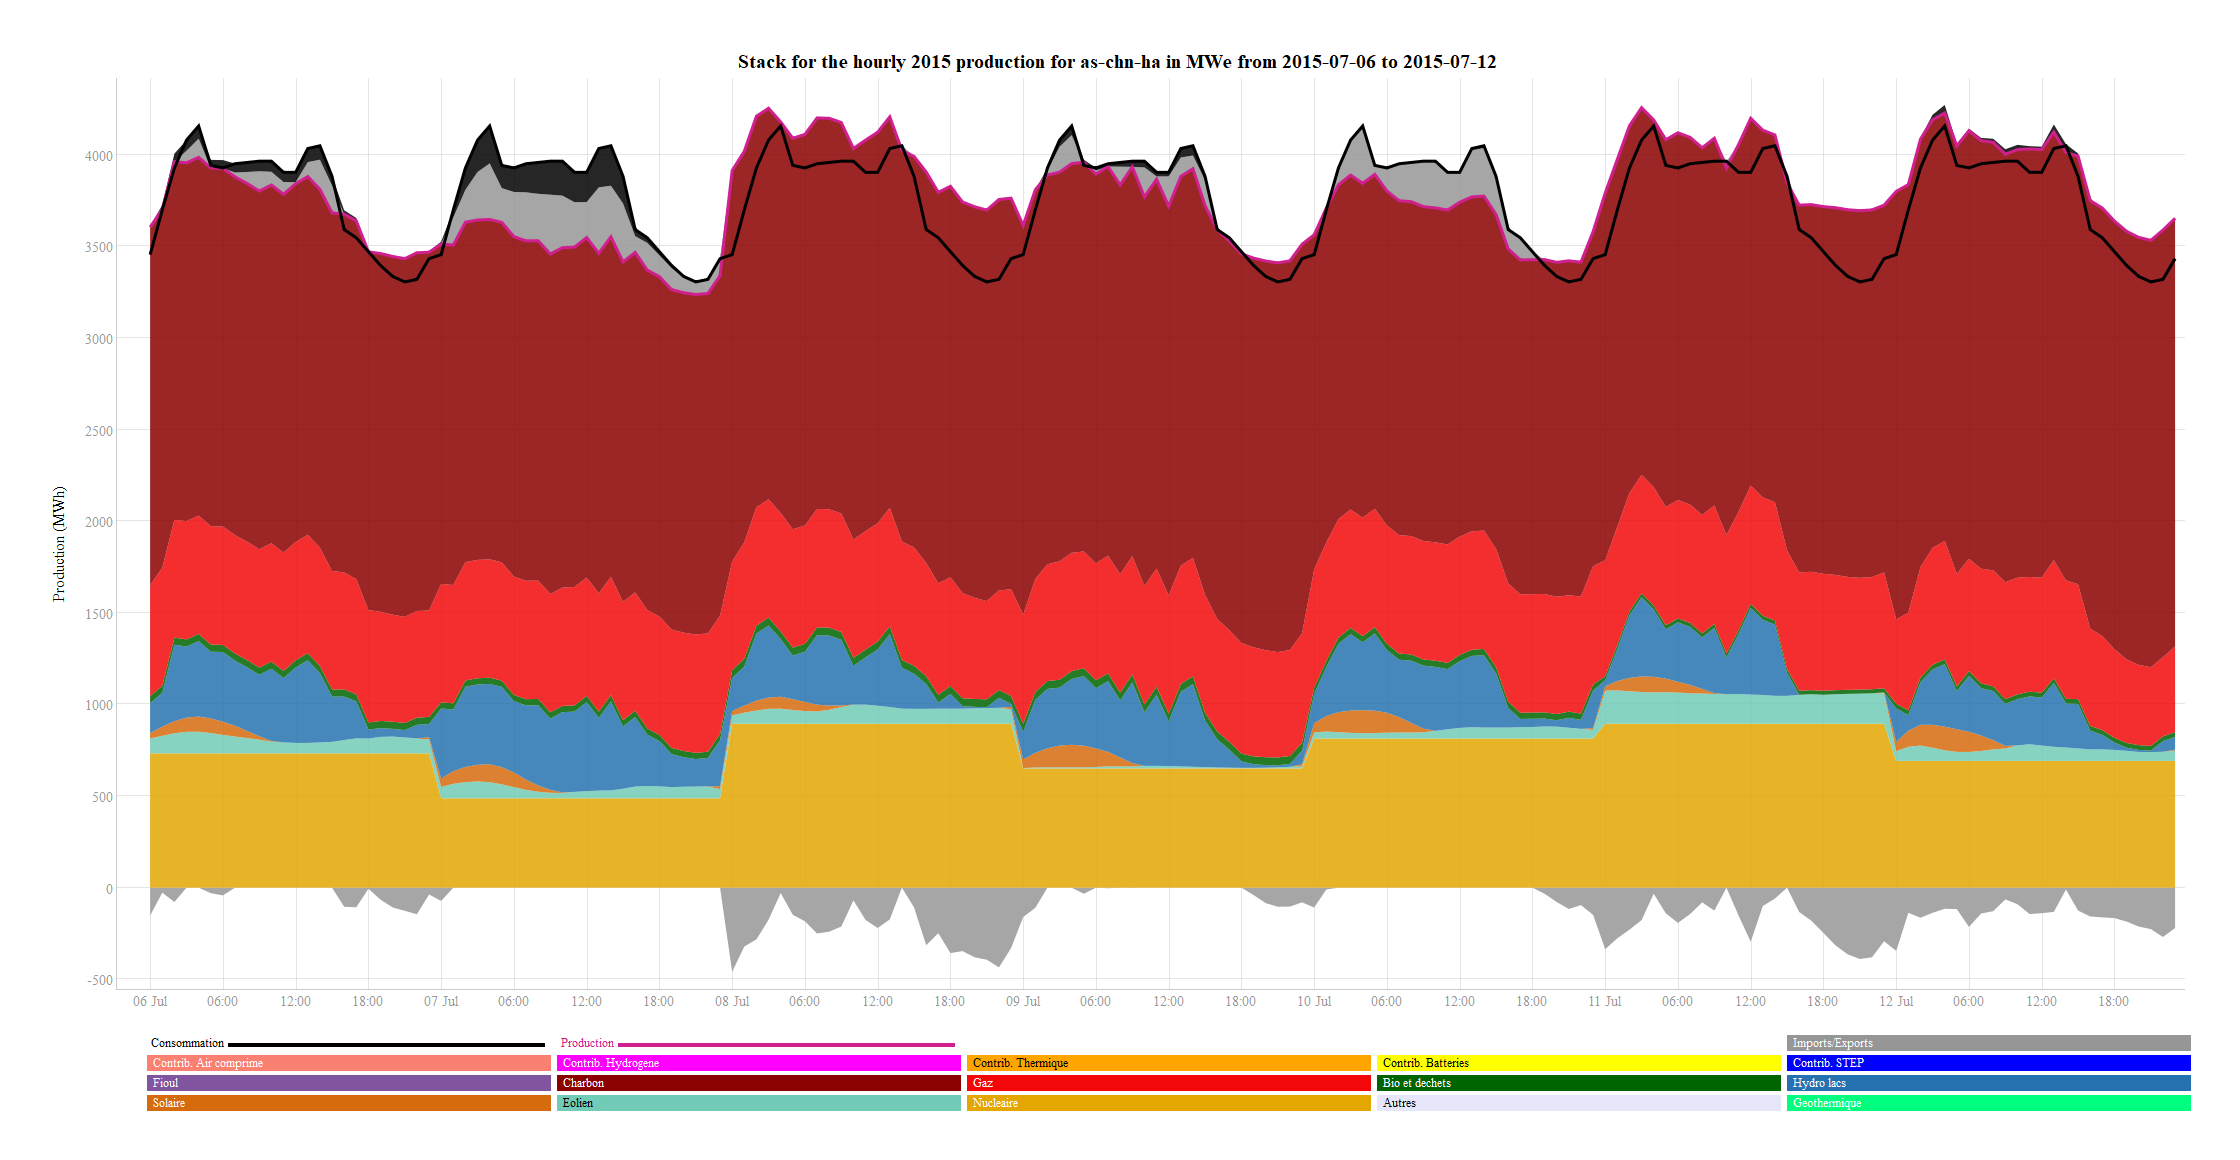 Stack for the hourly 2015 production for as-chn-ha in MWe from 2015-07-06 to 2015-07-12
Production (MWh)
4000
3500
3000
2500
2000
1500
1000
500
0
-500
06 Jul 06:00 12:00 18:00 07 Jul 06:00 12:00 18:00 08 Jul 06:00 12:00 18:00 09 Jul 06:00 12:00 18:00 10 Jul 06:00 12:00 18:00 11 Jul 06:00 12:00 18:00 12 Jul 06:00 12:00 18:00
Consommation Production Imports/Exports
Contrib. Air comprime Contrib. Hydrogene Contrib. Thermique Contrib. Batteries Contrib. STEP
Fioul Charbon Gaz Bio et dechets Hydro lacs
Solaire Eolien Nucleaire Autres Geothermique